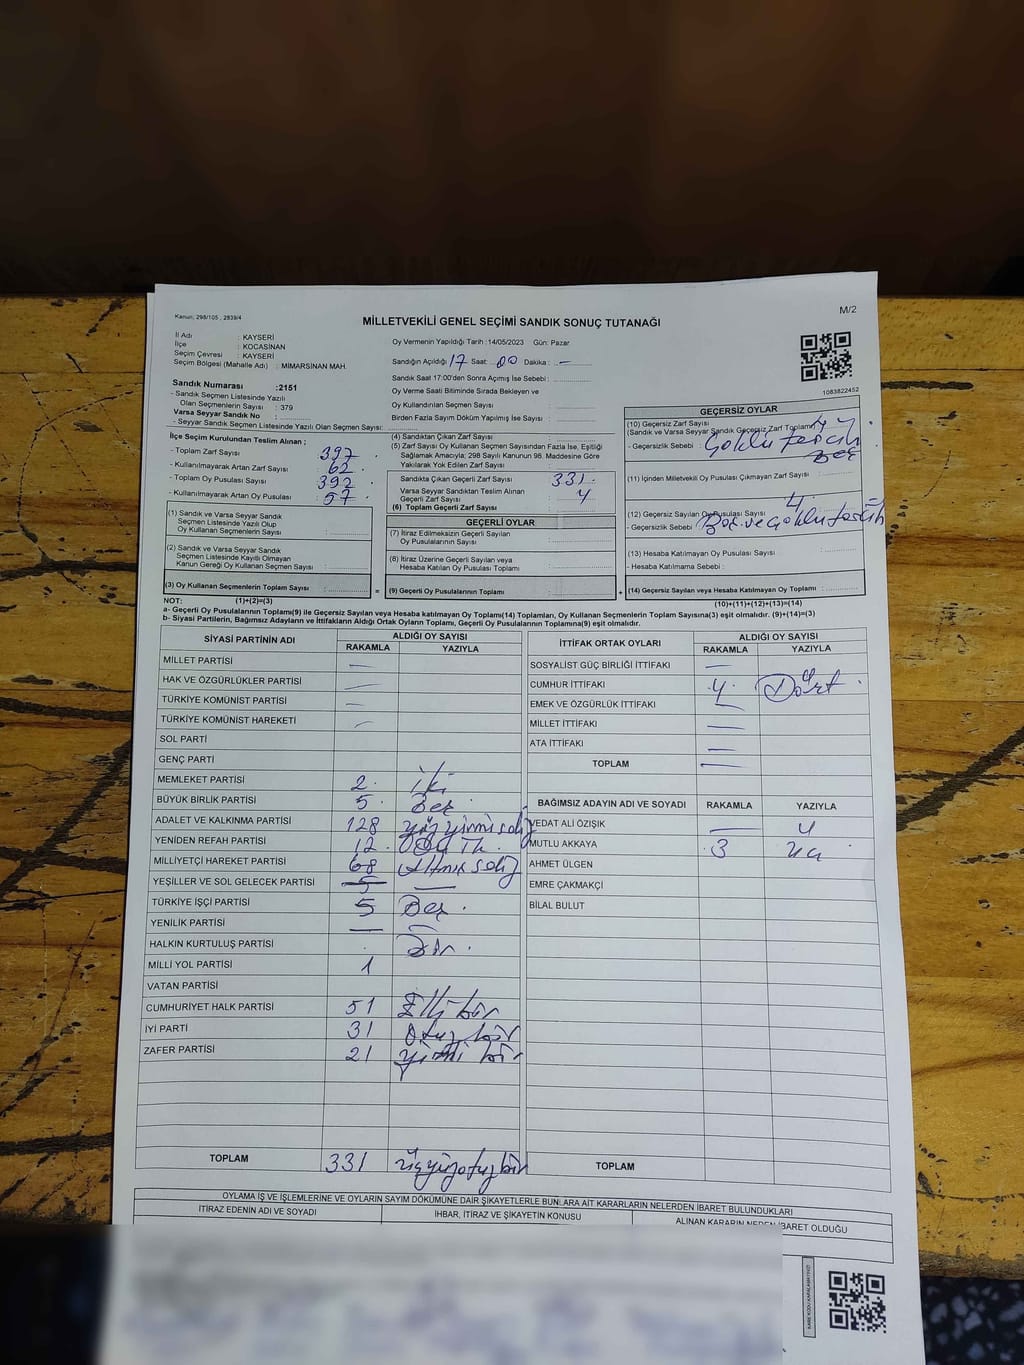 Kanun: 298/105 , 2839/4
M/2
MİLLETVEKİLİ GENEL SEÇİMİ SANDIK SONUÇ TUTANAĞI
İl Adı : KAYSERİ
İlçe : KOCASİNAN
Seçim Çevresi : KAYSERİ
Seçim Bölgesi (Mahalle Adı) : MİMARSİNAN MAH.
Oy Vermenin Yapıldığı Tarih : 14/05/2023 Gün: Pazar
Sandığın Açıldığı 17 Saat: 00 Dakika : —
Sandık Saat 17:00'den Sonra Açımış İse Sebebi :
Oy Verme Saati Bitiminde Sırada Bekleyen ve
Oy Kullandırılan Seçmen Sayısı :
Birden Fazla Sayım Döküm Yapılmış İse Sayısı :
1083822452
Sandık Numarası : 2151
- Sandık Seçmen Listesinde Yazılı
Olan Seçmenlerin Sayısı : 379
Varsa Seyyar Sandık No :
- Seyyar Sandık Seçmen Listesinde Yazılı Olan Seçmen Sayısı:
İlçe Seçim Kurulundan Teslim Alınan ;
- Toplam Zarf Sayısı : 397
- Kullanılmayarak Artan Zarf Sayısı : 62
- Toplam Oy Pusulası Sayısı : 392
- Kullanılmayarak Artan Oy Pusulası : 57
(1) Sandık ve Varsa Seyyar Sandık
Seçmen Listesinde Yazılı Olup
Oy Kullanan Seçmenlerin Sayısı :
(2) Sandık ve Varsa Seyyar Sandık
Seçmen Listesinde Kayıtlı Olmayan
Kanun Gereği Oy Kullanan Seçmen Sayısı :
(3) Oy Kullanan Seçmenlerin Toplam Sayısı :
(4) Sandıktan Çıkan Zarf Sayısı :
(5) Zarf Sayısı Oy Kullanan Seçmen Sayısından Fazla İse, Eşitliği
Sağlamak Amacıyla; 298 Sayılı Kanunun 98. Maddesine Göre
Yakılarak Yok Edilen Zarf Sayısı :
Sandıkta Çıkan Geçerli Zarf Sayısı : 331
Varsa Seyyar Sandıktan Teslim Alınan
Geçerli Zarf Sayısı : 4
(6) Toplam Geçerli Zarf Sayısı :
GEÇERLİ OYLAR
(7) İtiraz Edilmeksizin Geçerli Sayılan
Oy Pusulalarının Sayısı :
(8) İtiraz Üzerine Geçerli Sayılan veya
Hesaba Katılan Oy Pusulası Toplamı :
= (9) Geçerli Oy Pusulalarının Toplamı :
GEÇERSİZ OYLAR
(10) Geçersiz Zarf Sayısı
(Sandık ve Varsa Seyyar Sandık Geçersiz Zarf Toplamı)
- Geçersizlik Sebebi : Çoklu tercih
(11) İçinden Milletvekili Oy Pusulası Çıkmayan Zarf Sayısı :
(12) Geçersiz Sayılan Oy Pusulası Sayısı : 4
- Geçersizlik Sebebi : Boş ve çoklu tercih
(13) Hesaba Katılmayan Oy Pusulası Sayısı :
- Hesaba Katılmama Sebebi :
+ (14) Geçersiz Sayılan veya Hesaba Katılmayan Oy Toplamı :
(10)+(11)+(12)+(13)=(14)
NOT: (1)+(2)=(3)
a- Geçerli Oy Pusulalarının Toplamı(9) ile Geçersiz Sayılan veya Hesaba katılmayan Oy Toplamı(14) Toplamları, Oy Kullanan Seçmenlerin Toplam Sayısına(3) eşit olmalıdır. (9)+(14)=(3)
b- Siyasi Partilerin, Bağımsız Adayların ve İttifakların Aldığı Ortak Oyların Toplamı, Geçerli Oy Pusulalarının Toplamına(9) eşit olmalıdır.
SİYASİ PARTİNİN ADI ALDIĞI OY SAYISI
RAKAMLA YAZIYLA
MİLLET PARTİSİ —
HAK VE ÖZGÜRLÜKLER PARTİSİ —
TÜRKİYE KOMÜNİST PARTİSİ —
TÜRKİYE KOMÜNİST HAREKETİ —
SOL PARTİ
GENÇ PARTİ
MEMLEKET PARTİSİ 2 iki
BÜYÜK BİRLİK PARTİSİ 5 Beş
ADALET VE KALKINMA PARTİSİ 128 yüz yirmi sekiz
YENİDEN REFAH PARTİSİ 12
MİLLİYETÇİ HAREKET PARTİSİ 68
YEŞİLLER VE SOL GELECEK PARTİSİ —
TÜRKİYE İŞÇİ PARTİSİ 5 Beş
YENİLİK PARTİSİ — —
HALKIN KURTULUŞ PARTİSİ Bir
MİLLİ YOL PARTİSİ 1
VATAN PARTİSİ
CUMHURİYET HALK PARTİSİ 51 Elli bir
İYİ PARTİ 31 Otuz bir
ZAFER PARTİSİ 21 yirmi bir
TOPLAM 331 üçyüzotuzbir
İTTİFAK ORTAK OYLARI ALDIĞI OY SAYISI
RAKAMLA YAZIYLA
SOSYALİST GÜÇ BİRLİĞİ İTTİFAKI —
CUMHUR İTTİFAKI 4 Dört
EMEK VE ÖZGÜRLÜK İTTİFAKI —
MİLLET İTTİFAKI —
ATA İTTİFAKI —
TOPLAM —
BAĞIMSIZ ADAYIN ADI VE SOYADI RAKAMLA YAZIYLA
VEDAT ALİ ÖZIŞIK —
MUTLU AKKAYA 3 üç
AHMET ÜLGEN
EMRE ÇAKMAKÇİ
BİLAL BULUT
TOPLAM
OYLAMA İŞ VE İŞLEMLERİNE VE OYLARIN SAYIM DÖKÜMÜNE DAİR ŞİKAYETLERLE BUNLARA AİT KARARLARIN NELERDEN İBARET BULUNDUKLARI
İTİRAZ EDENİN ADI VE SOYADI İHBAR, İTİRAZ VE ŞİKAYETİN KONUSU ALINAN KARARIN NEDEN İBARET OLDUĞU